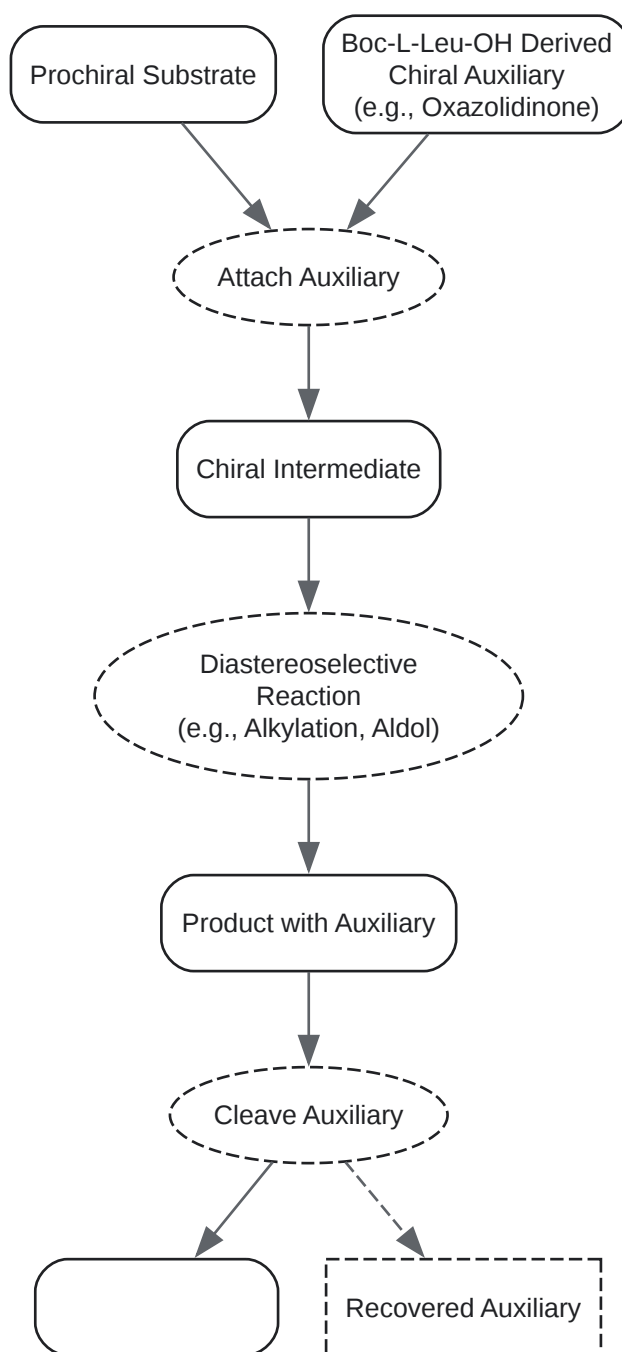 Prochiral Substrate
Boc-L-Leu-OH Derived
Chiral Auxiliary
(e.g., Oxazolidinone)
Attach Auxiliary
Chiral Intermediate
Diastereoselective
Reaction
(e.g., Alkylation, Aldol)
Product with Auxiliary
Cleave Auxiliary
Recovered Auxiliary